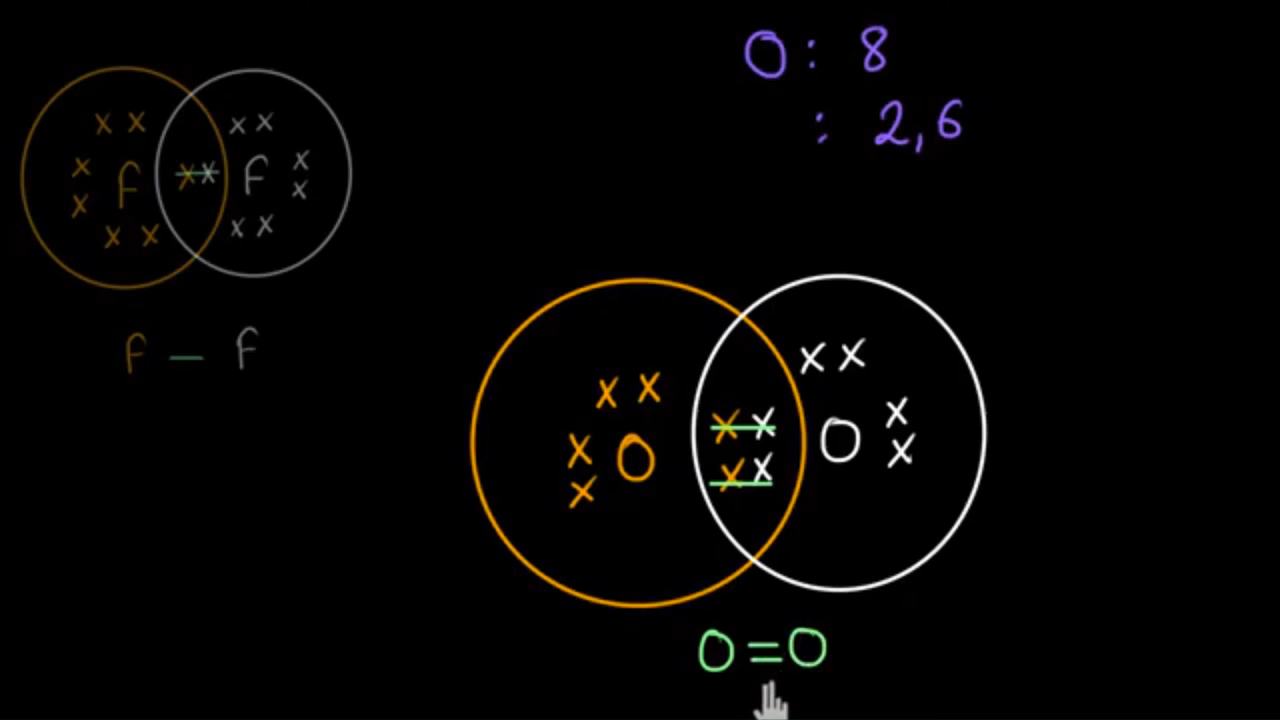 O : 8
: 2,6
x x
x x x x
x F x x F x
x x
x x x x
F — F
x x
x x
x x x x
x O O x
x x x
O = O